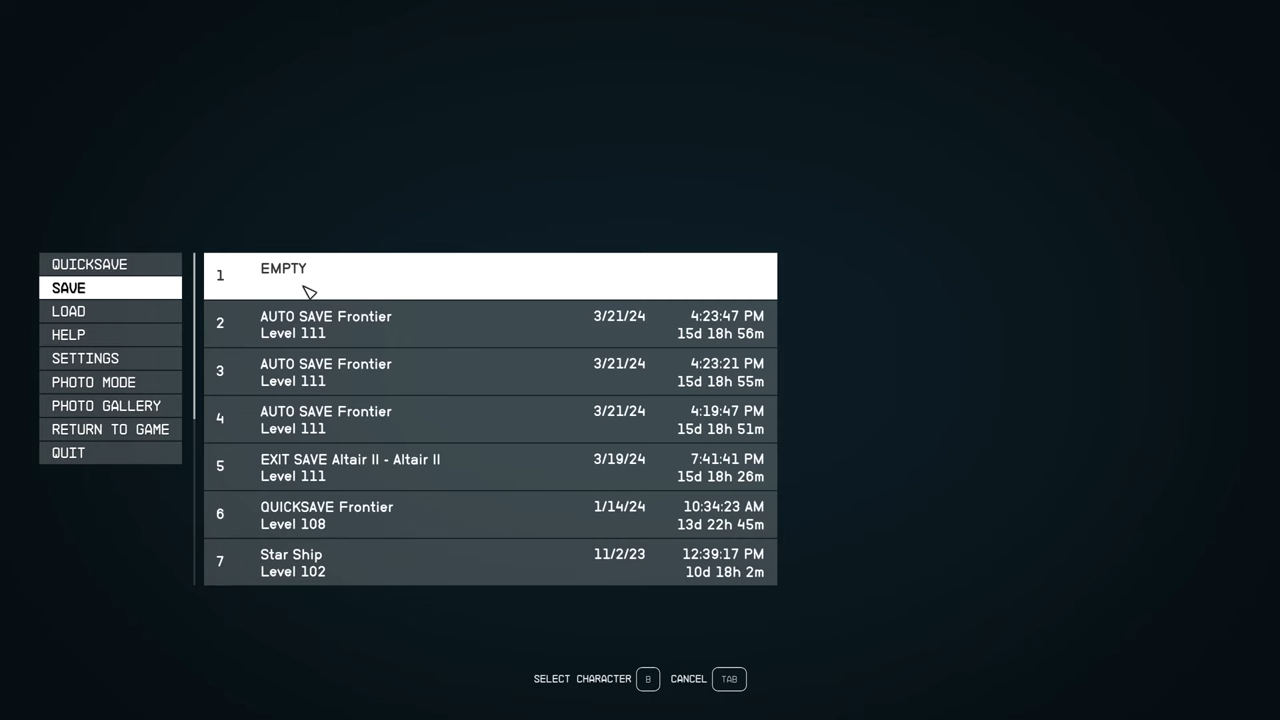 QUICKSAVE
SAVE
LOAD
HELP
SETTINGS
PHOTO MODE
PHOTO GALLERY
RETURN TO GAME
QUIT
1 EMPTY
2 AUTO SAVE Frontier 3/21/24 4:23:47 PM
Level 111 15d 18h 56m
3 AUTO SAVE Frontier 3/21/24 4:23:21 PM
Level 111 15d 18h 55m
4 AUTO SAVE Frontier 3/21/24 4:19:47 PM
Level 111 15d 18h 51m
5 EXIT SAVE Altair II - Altair II 3/19/24 7:41:41 PM
Level 111 15d 18h 26m
6 QUICKSAVE Frontier 1/14/24 10:34:23 AM
Level 108 13d 22h 45m
7 Star Ship 11/2/23 12:39:17 PM
Level 102 10d 18h 2m
SELECT CHARACTER B CANCEL TAB